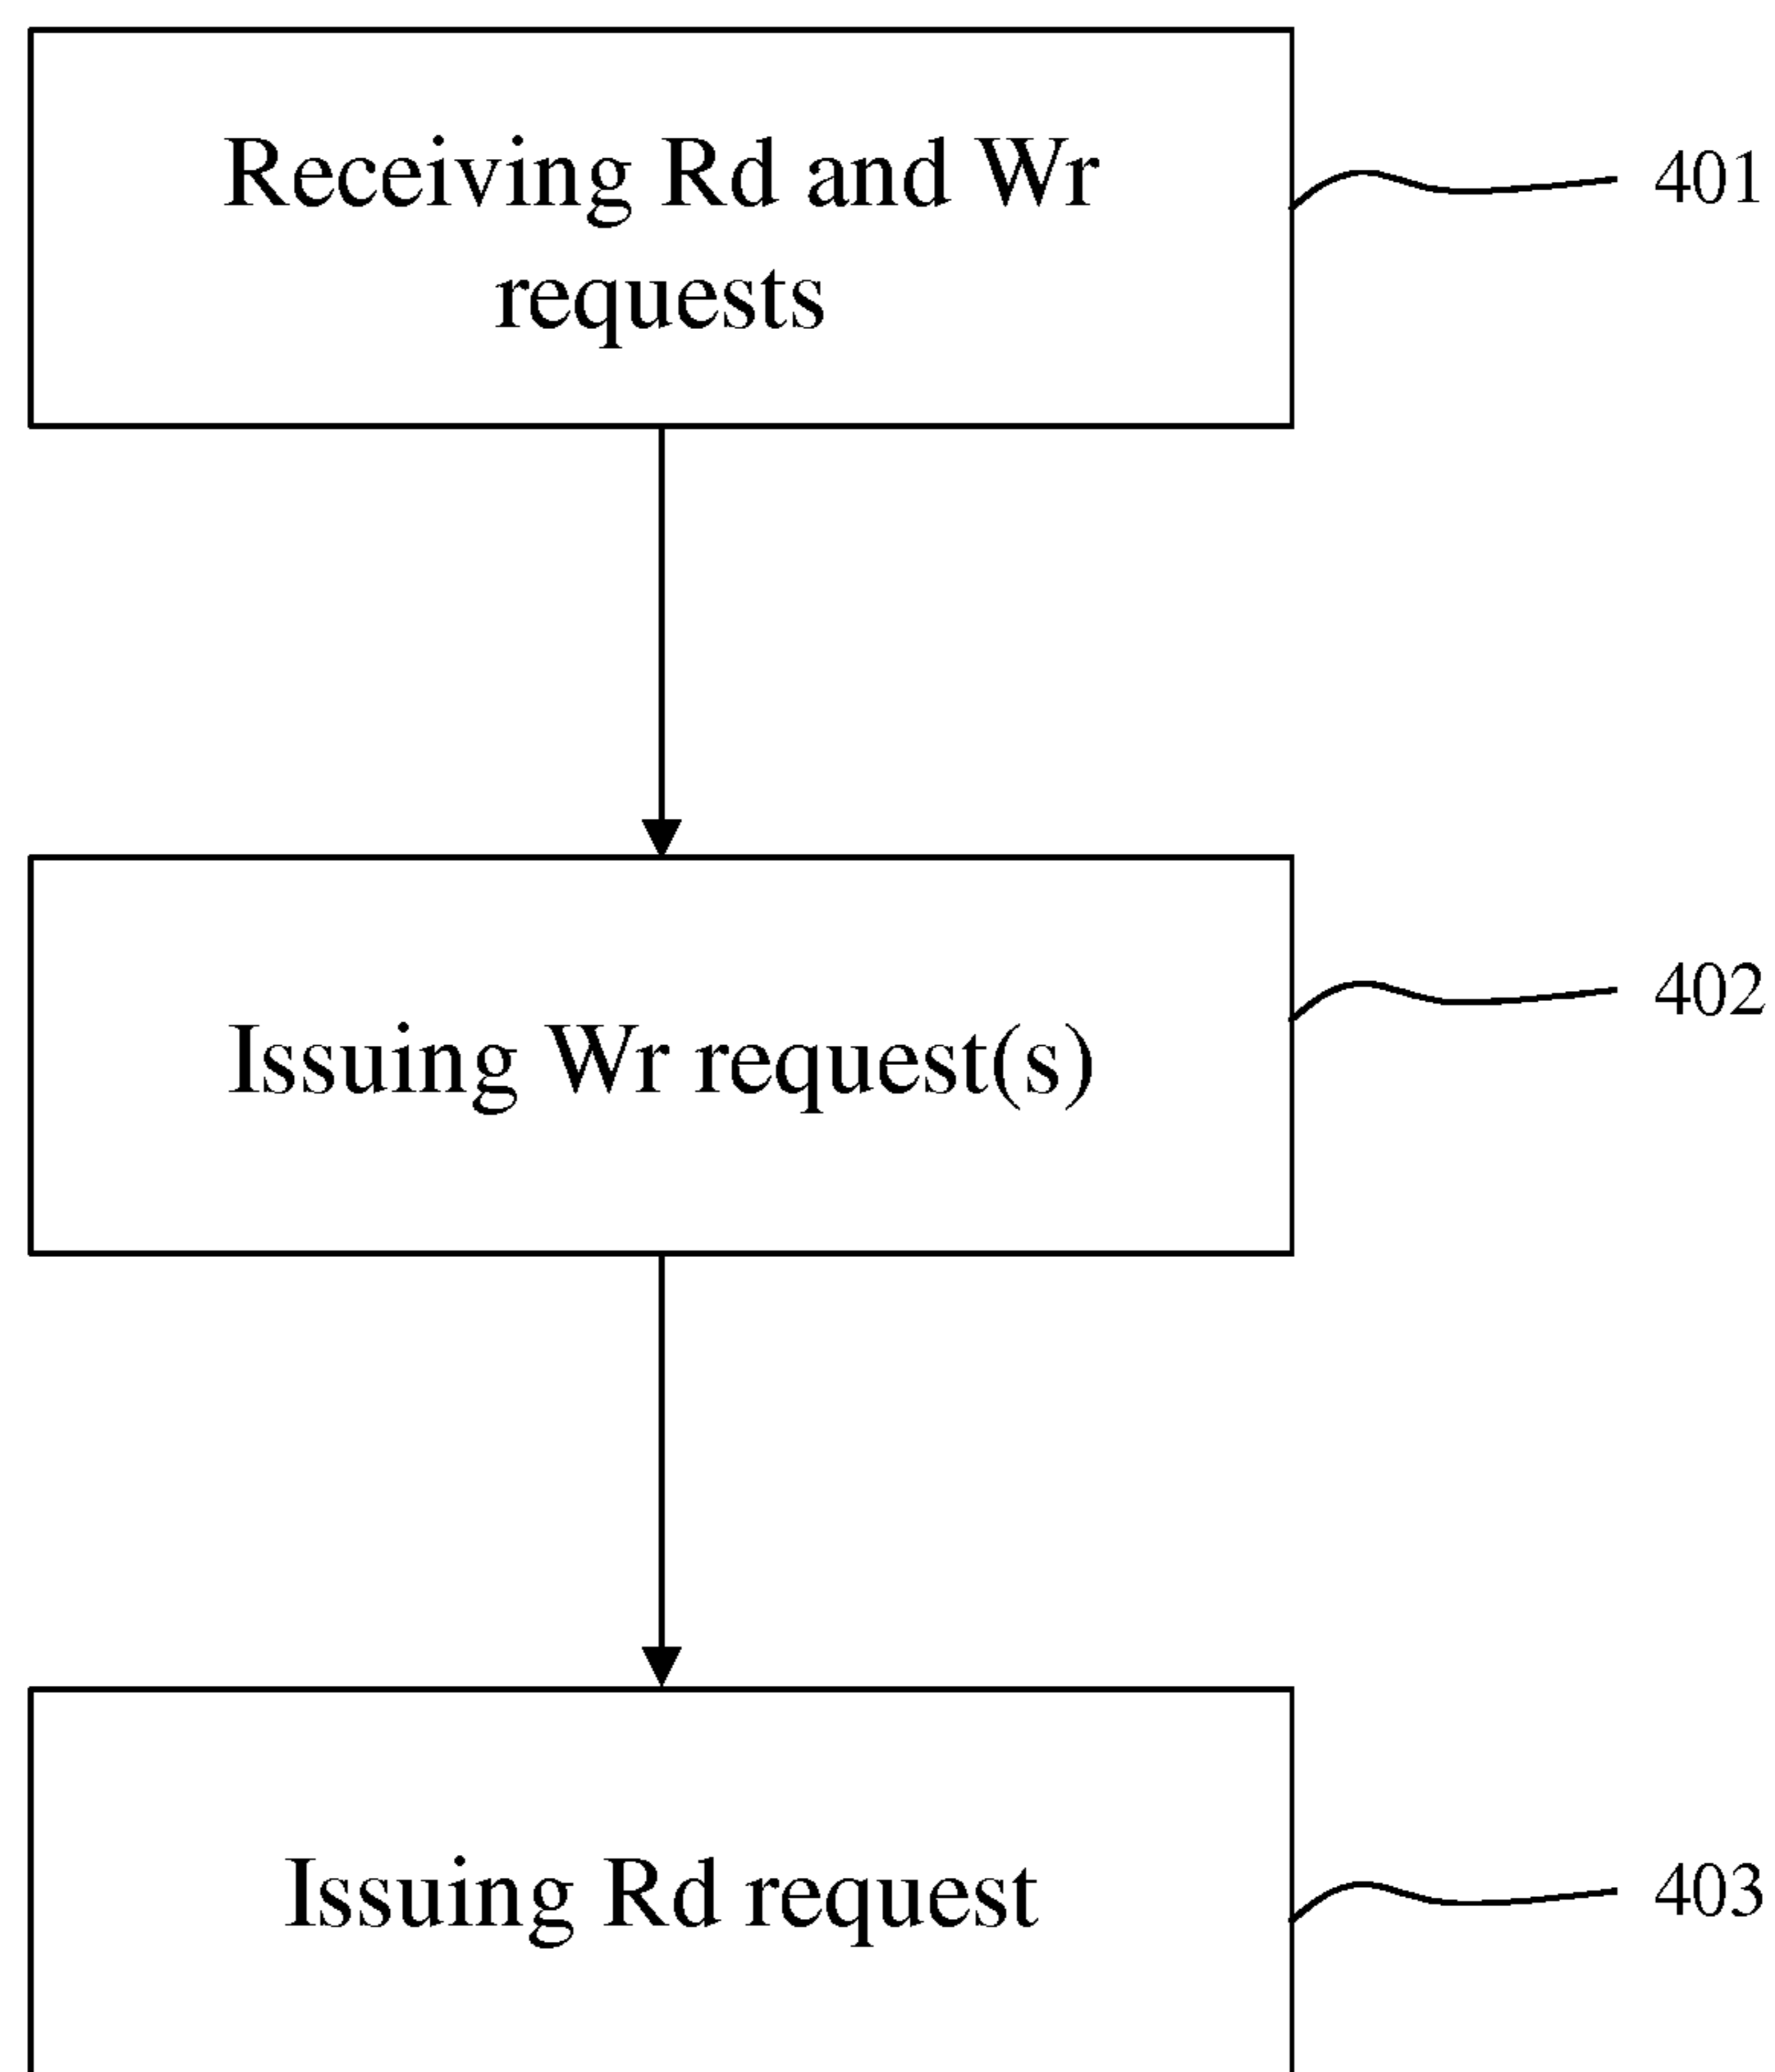 Receiving Rd and Wr
requests
401
Issuing Wr request(s)
402
Issuing Rd request
403